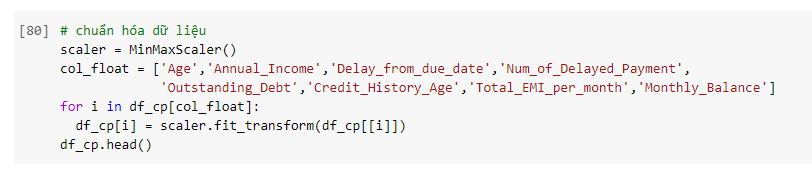 [80] # chuẩn hóa dữ liệu
scaler = MinMaxScaler()
col_float = ['Age','Annual_Income','Delay_from_due_date','Num_of_Delayed_Payment',
'Outstanding_Debt','Credit_History_Age','Total_EMI_per_month','Monthly_Balance']
for i in df_cp[col_float]:
df_cp[i] = scaler.fit_transform(df_cp[[i]])
df_cp.head()